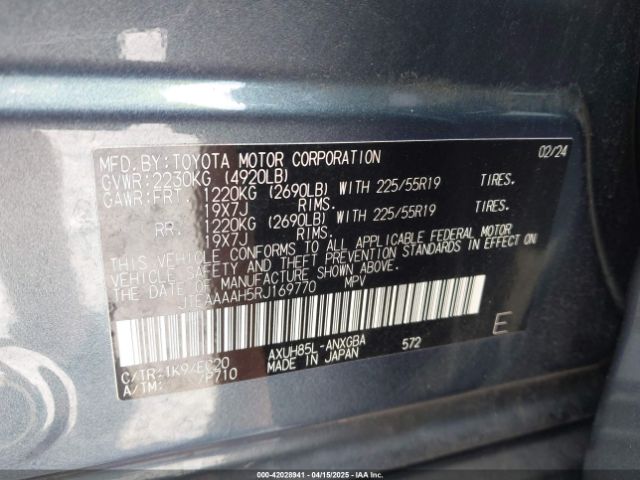 MFD. BY: TOYOTA MOTOR CORPORATION 02/24
GVWR: 2230KG (4920LB)
GAWR: FRT. 1220KG (2690LB) WITH 225/55R19 TIRES.
19X7J RIMS.
RR. 1220KG (2690LB) WITH 225/55R19 TIRES.
19X7J RIMS.
THIS VEHICLE CONFORMS TO ALL APPLICABLE FEDERAL MOTOR
VEHICLE SAFETY AND THEFT PREVENTION STANDARDS IN EFFECT ON
THE DATE OF MANUFACTURE SHOWN ABOVE.
JTEAAAAH5RJ169770 MPV
C/TR: 1K9/EC20 AXUH85L-ANXGBA 572 E
A/TM: /P710 MADE IN JAPAN
000-42028941 - 04/15/2025 - IAAI.COM